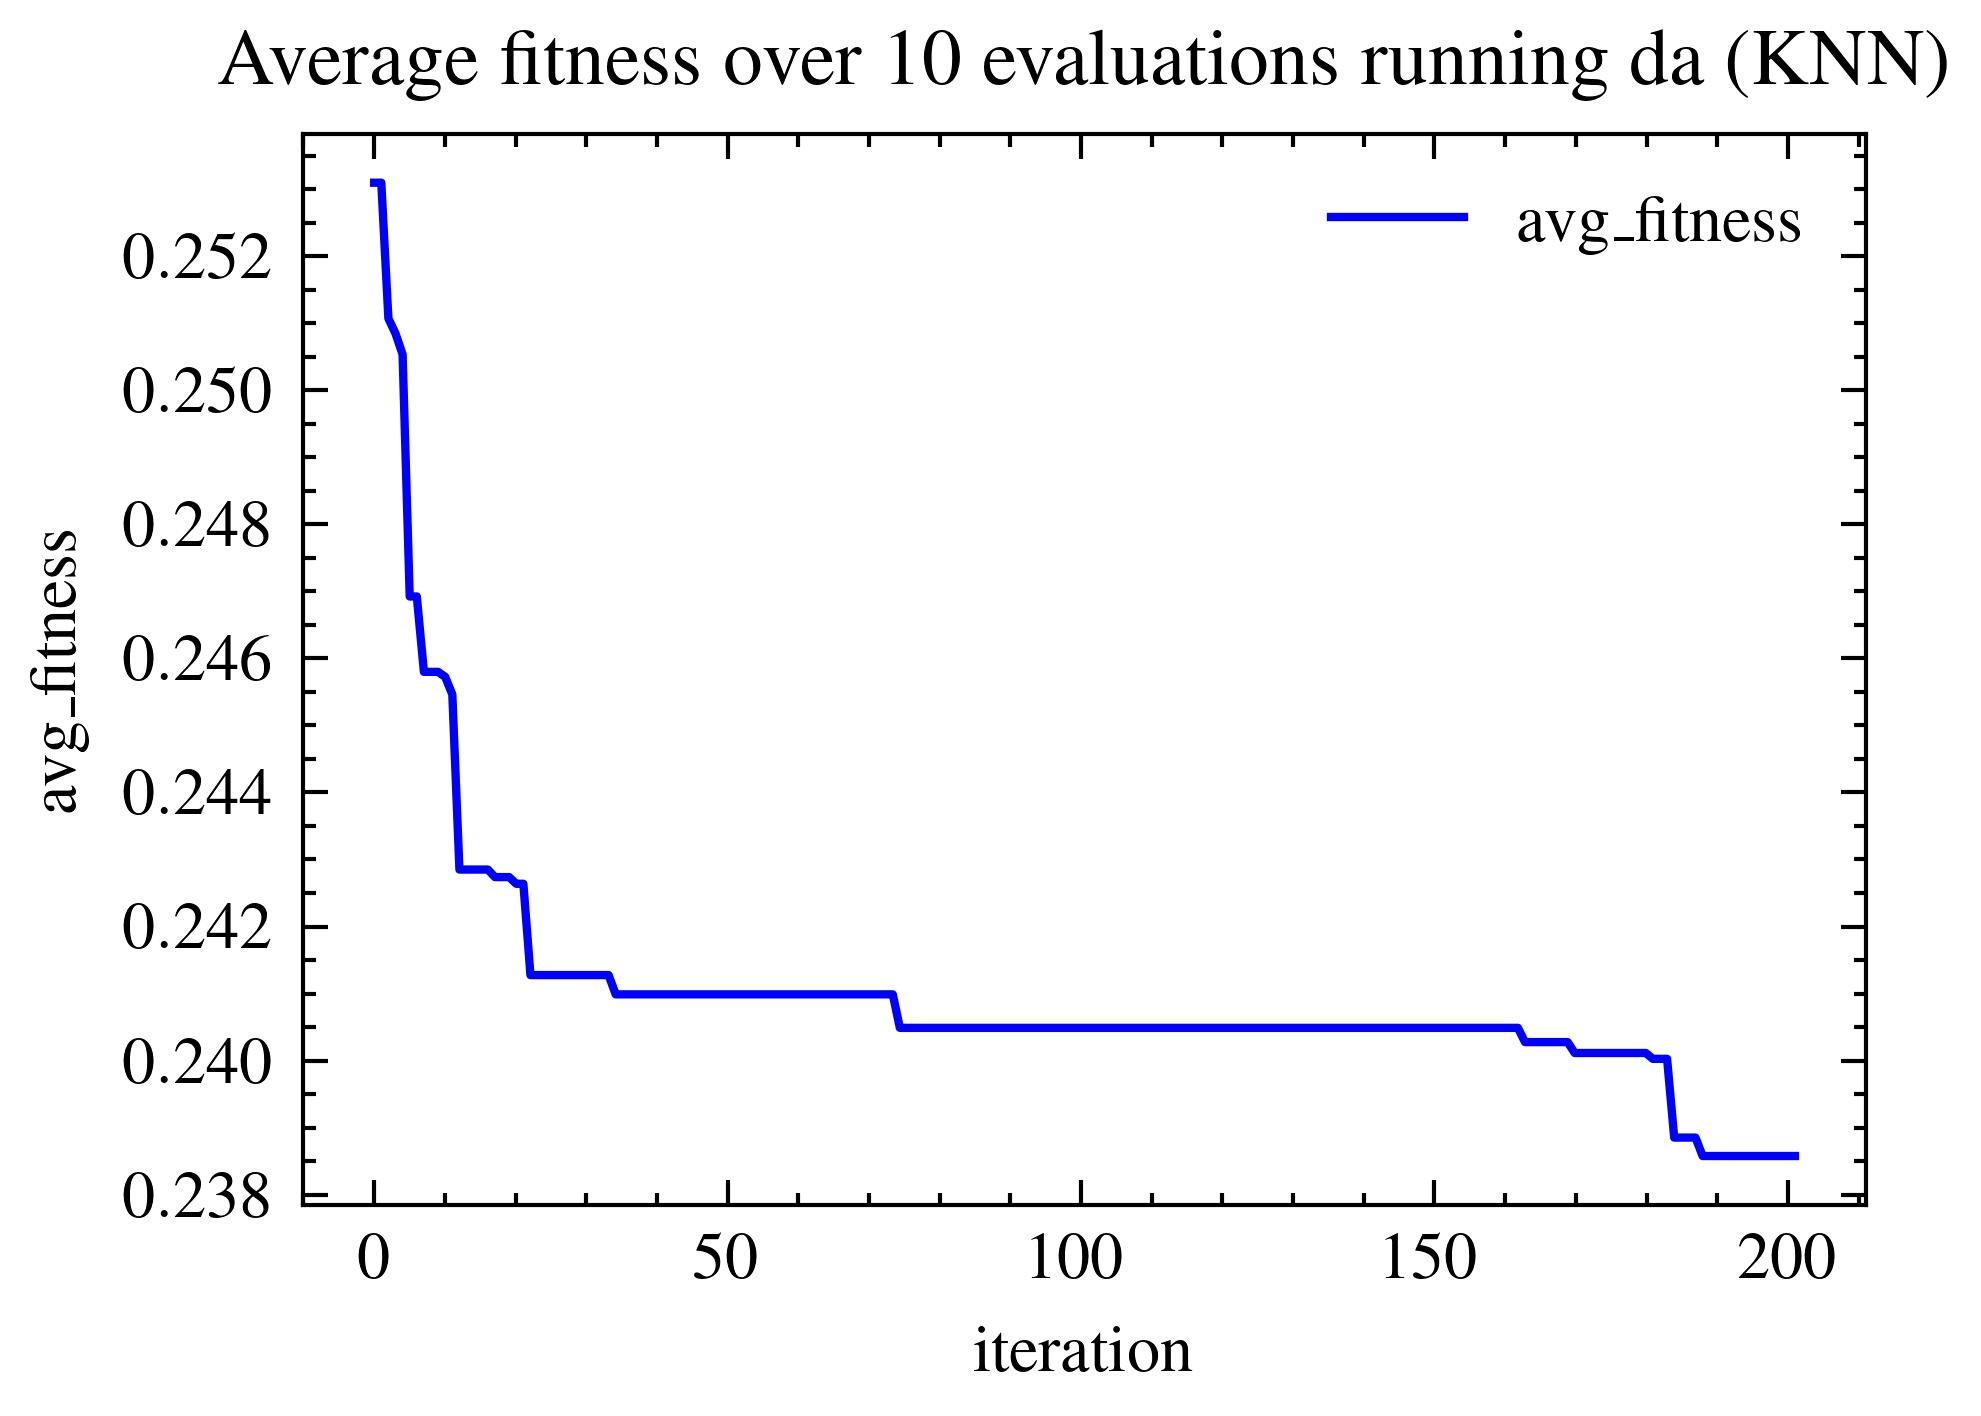 Average fitness over 10 evaluations running da (KNN)
avg_fitness
0.252
0.250
0.248
0.246
0.244
0.242
0.240
0.238
avg_fitness
0 50 100 150 200
iteration